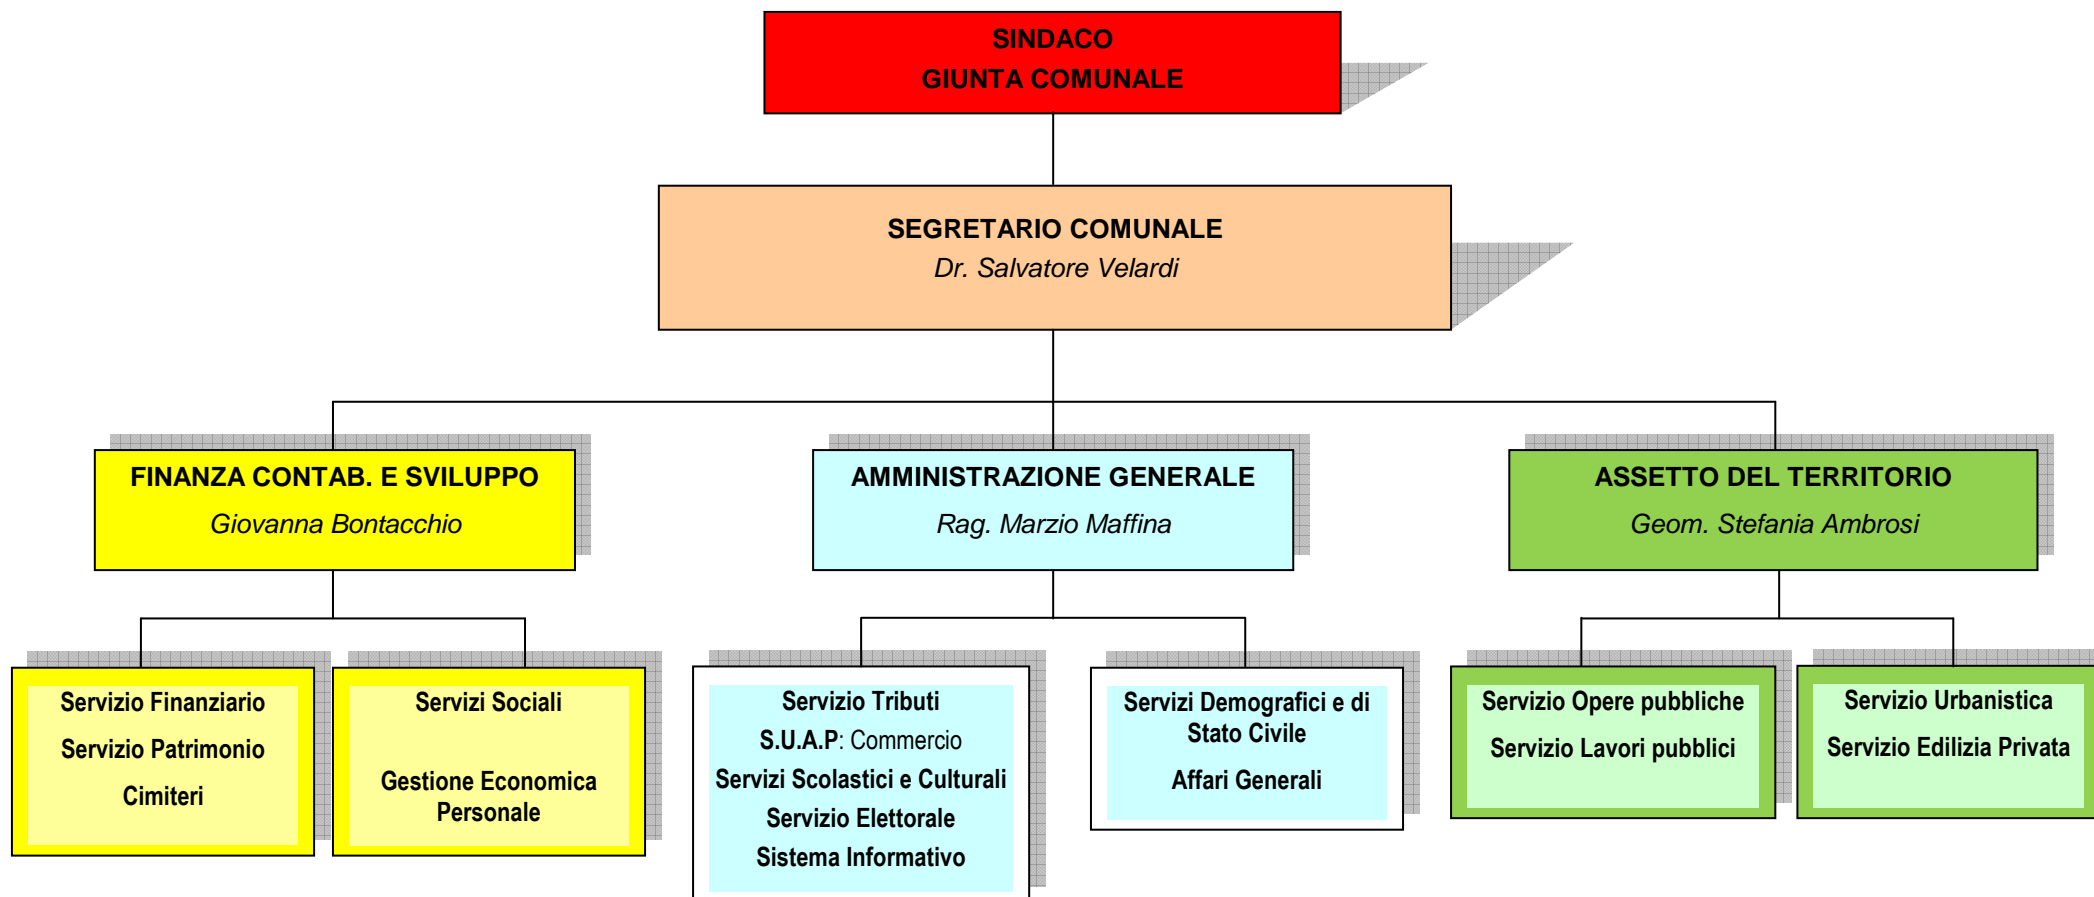 SINDACO
GIUNTA COMUNALE
SEGRETARIO COMUNALE
Dr. Salvatore Velardi
FINANZA CONTAB. E SVILUPPO
Giovanna Bontacchio
AMMINISTRAZIONE GENERALE
Rag. Marzio Maffina
ASSETTO DEL TERRITORIO
Geom. Stefania Ambrosi
Servizio Finanziario
Servizio Patrimonio
Cimiteri
Servizi Sociali
Gestione Economica
Personale
Servizio Tributi
S.U.A.P: Commercio
Servizi Scolastici e Culturali
Servizio Elettorale
Sistema Informativo
Servizi Demografici e di
Stato Civile
Affari Generali
Servizio Opere pubbliche
Servizio Lavori pubblici
Servizio Urbanistica
Servizio Edilizia Privata